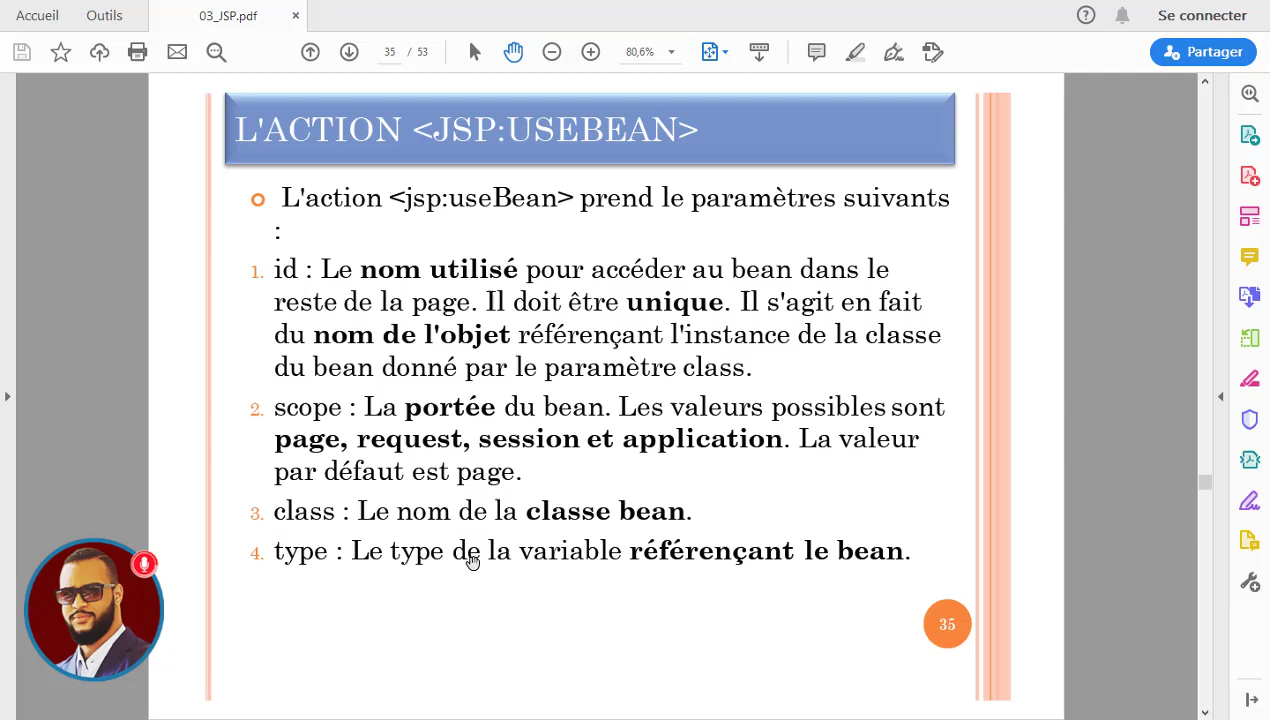 Accueil Outils 03_JSP.pdf × Se connecter
35 / 53 80,6% Partager
L'ACTION <JSP:USEBEAN>
L'action <jsp:useBean> prend le paramètres suivants
:
1. id : Le nom utilisé pour accéder au bean dans le
reste de la page. Il doit être unique. Il s'agit en fait
du nom de l'objet référençant l'instance de la classe
du bean donné par le paramètre class.
2. scope : La portée du bean. Les valeurs possibles sont
page, request, session et application. La valeur
par défaut est page.
3. class : Le nom de la classe bean.
4. type : Le type de la variable référençant le bean.
35